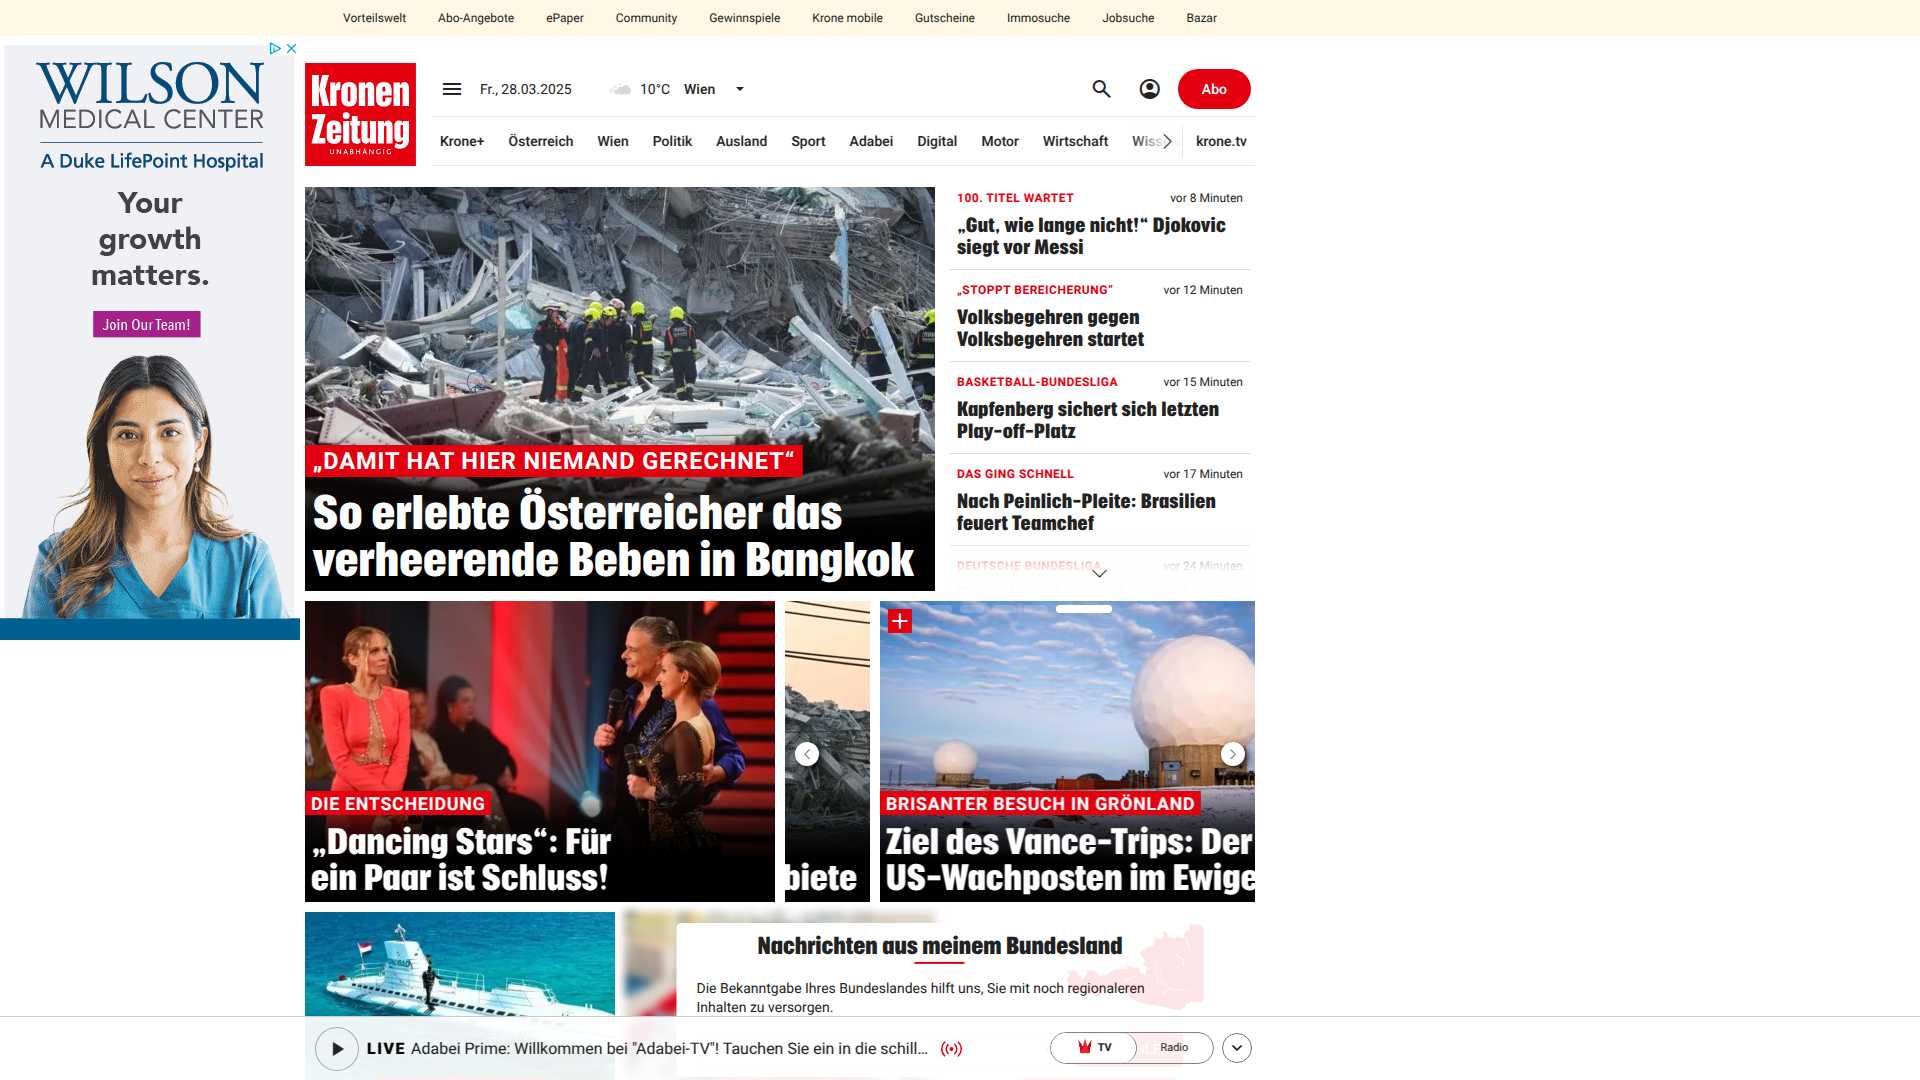 Vorteilswelt Abo-Angebote ePaper Community Gewinnspiele Krone mobile Gutscheine Immosuche Jobsuche Bazar
WILSON
MEDICAL CENTER
A Duke LifePoint Hospital
Your
growth
matters.
Join Our Team!
Kronen
Zeitung
UNABHÄNGIG
Fr., 28.03.2025 10°C Wien
Abo
Krone+ Österreich Wien Politik Ausland Sport Adabei Digital Motor Wirtschaft Wiss krone.tv
„DAMIT HAT HIER NIEMAND GERECHNET“
So erlebte Österreicher das
verheerende Beben in Bangkok
100. TITEL WARTET vor 8 Minuten
„Gut, wie lange nicht!“ Djokovic
siegt vor Messi
„STOPPT BEREICHERUNG“ vor 12 Minuten
Volksbegehren gegen
Volksbegehren startet
BASKETBALL-BUNDESLIGA vor 15 Minuten
Kapfenberg sichert sich letzten
Play-off-Platz
DAS GING SCHNELL vor 17 Minuten
Nach Peinlich-Pleite: Brasilien
feuert Teamchef
DEUTSCHE BUNDESLIGA vor 24 Minuten
DIE ENTSCHEIDUNG
„Dancing Stars“: Für
ein Paar ist Schluss!
biete
BRISANTER BESUCH IN GRÖNLAND
Ziel des Vance-Trips: Der
US-Wachposten im Ewige
Nachrichten aus meinem Bundesland
Die Bekanntgabe Ihres Bundeslandes hilft uns, Sie mit noch regionaleren
Inhalten zu versorgen.
LIVE Adabei Prime: Willkommen bei "Adabei-TV"! Tauchen Sie ein in die schill...
TV Radio